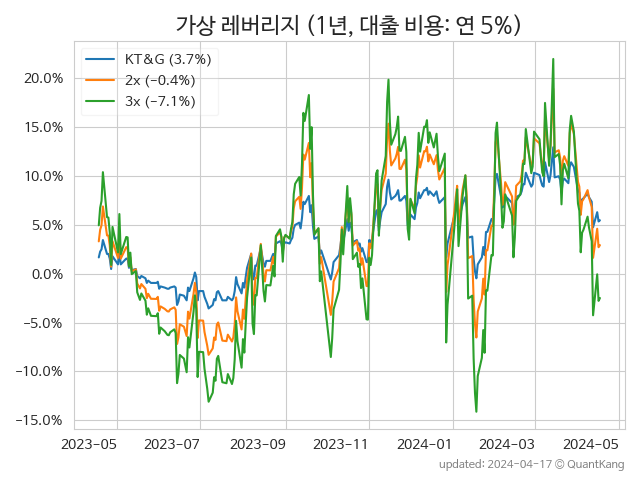 가상 레버리지 (1년, 대출 비용: 연 5%)
KT&G (3.7%)
2x (−0.4%)
3x (−7.1%)
20.0%
15.0%
10.0%
5.0%
0.0%
−5.0%
−10.0%
−15.0%
2023-05 2023-07 2023-09 2023-11 2024-01 2024-03 2024-05
updated: 2024-04-17 © QuantKang